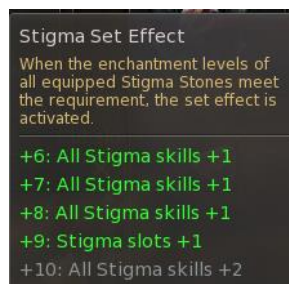 Stigma Set Effect
When the enchantment levels of
all equipped Stigma Stones meet
the requirement, the set effect is
activated.
+6: All Stigma skills +1
+7: All Stigma skills +1
+8: All Stigma skills +1
+9: Stigma slots +1
+10: All Stigma skills +2